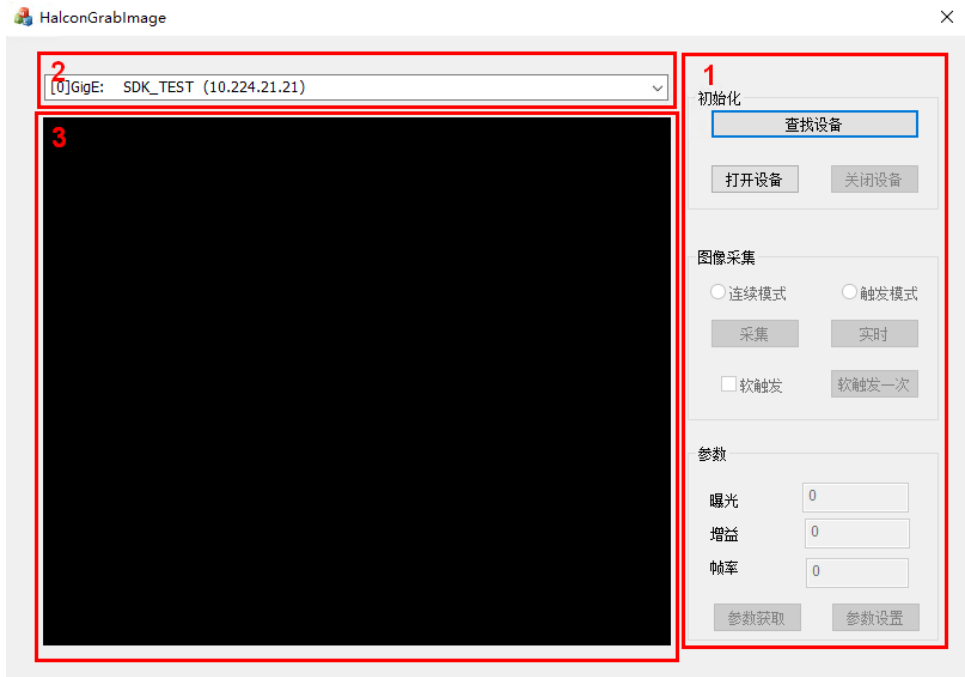 HalconGrabImage
2
[0]GigE: SDK_TEST (10.224.21.21)
3
1
初始化
查找设备
打开设备 关闭设备
图像采集
连续模式 触发模式
采集 实时
软触发 软触发一次
参数
曝光 0
增益 0
帧率 0
参数获取 参数设置